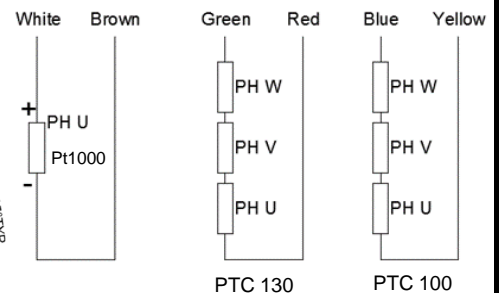 White Brown Green Red Blue Yellow
+ PH U
Pt1000
-
PH W PH W
PH V PH V
PH U PH U
PTC 130 PTC 100